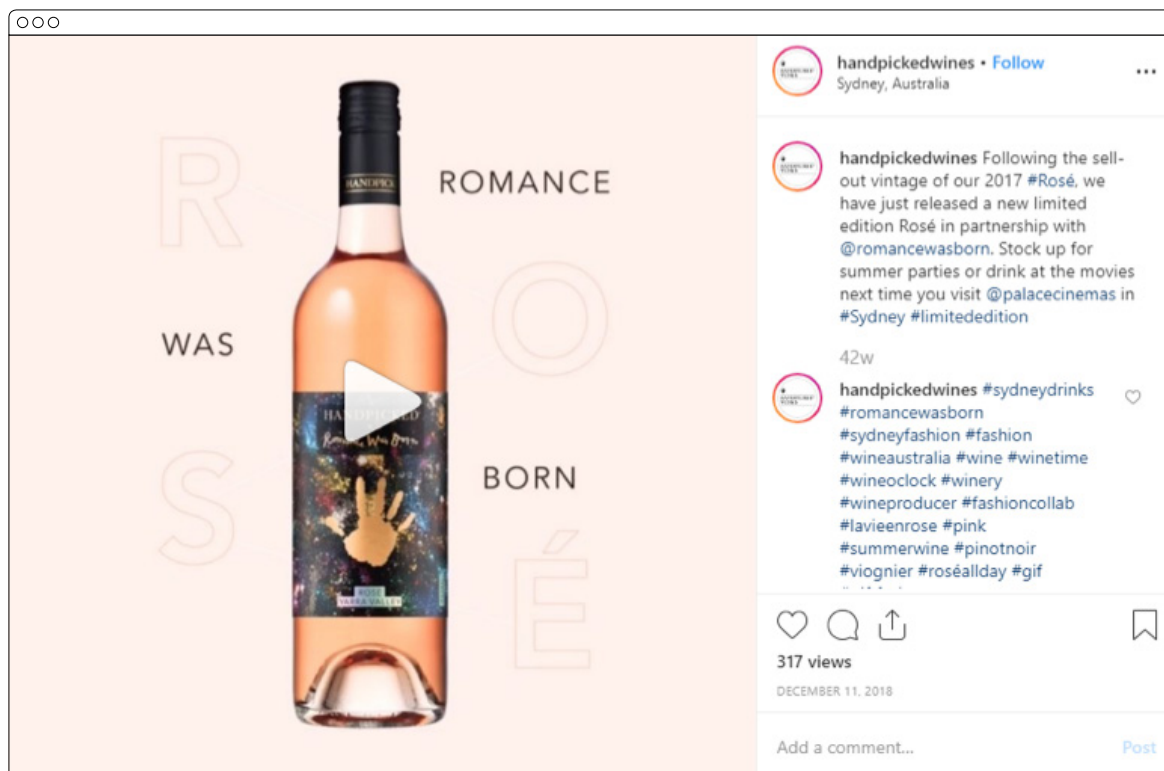 R
ROMANCE
O
WAS
S
BORN
É
HANDPICK
HANDPICKED
Romance Was Born
ROSÉ
YARRA VALLEY
handpickedwines • Follow
Sydney, Australia
handpickedwines Following the sell-
out vintage of our 2017 #Rosé, we
have just released a new limited
edition Rosé in partnership with
@romancewasborn. Stock up for
summer parties or drink at the movies
next time you visit @palacecinemas in
#Sydney #limitededition
42w
handpickedwines #sydneydrinks
#romancewasborn
#sydneyfashion #fashion
#wineaustralia #wine #winetime
#wineoclock #winery
#wineproducer #fashioncollab
#lavieenrose #pink
#summerwine #pinotnoir
#viognier #roséallday #gif
317 views
DECEMBER 11, 2018
Add a comment...
Post